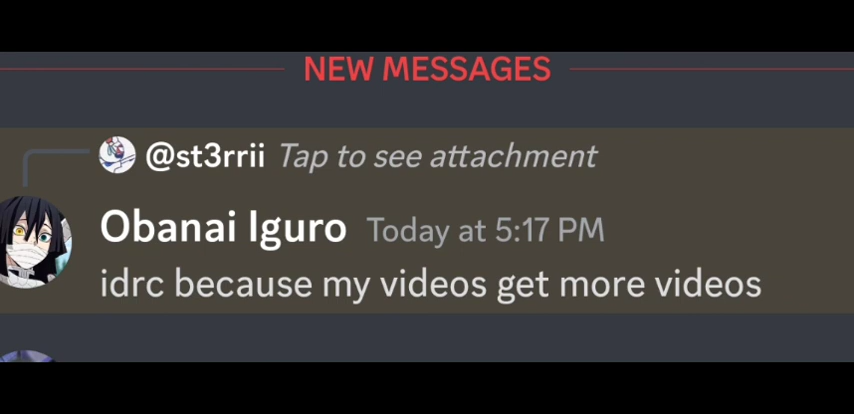 NEW MESSAGES
@st3rrii Tap to see attachment
Obanai Iguro Today at 5:17 PM
idrc because my videos get more videos